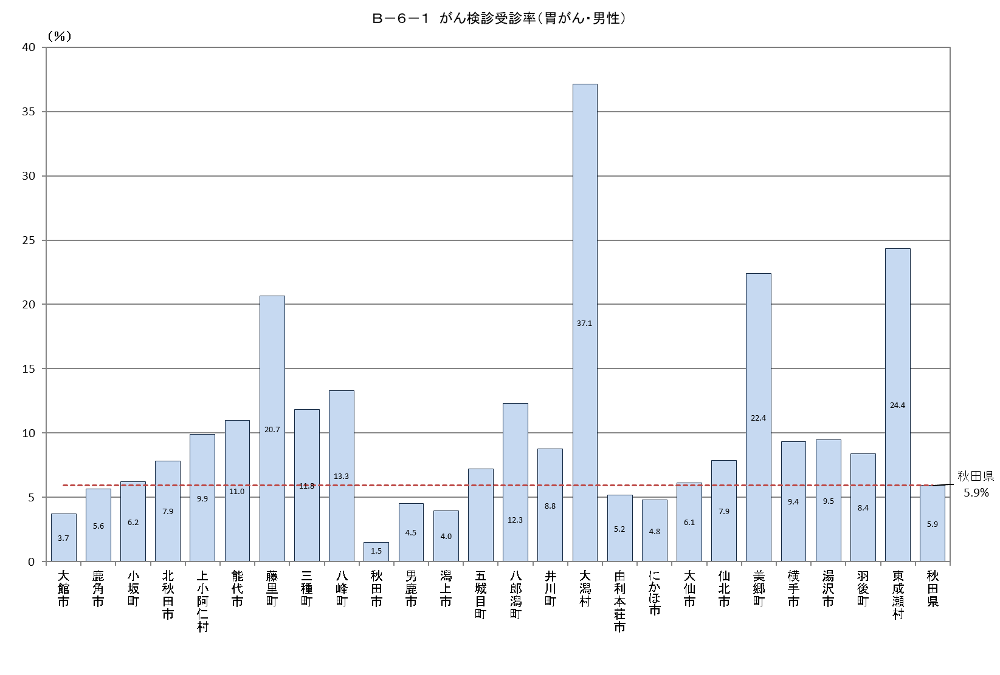 Ｂ－６－１　がん検診受診率（胃がん・男性）
（％）
40
35
30
25
20
15
10
5
0
3.7
5.6
6.2
7.9
9.9
11.0
20.7
11.8
13.3
1.5
4.5
4.0
12.3
8.8
37.1
5.2
4.8
6.1
7.9
22.4
9.4
9.5
8.4
24.4
5.9
秋田県
5.9%
大館市
鹿角市
小坂町
北秋田市
上小阿仁村
能代市
藤里町
三種町
八峰町
秋田市
男鹿市
潟上市
五城目町
八郎潟町
井川町
大潟村
由利本荘市
にかほ市
大仙市
仙北市
美郷町
横手市
湯沢市
羽後町
東成瀬村
秋田県